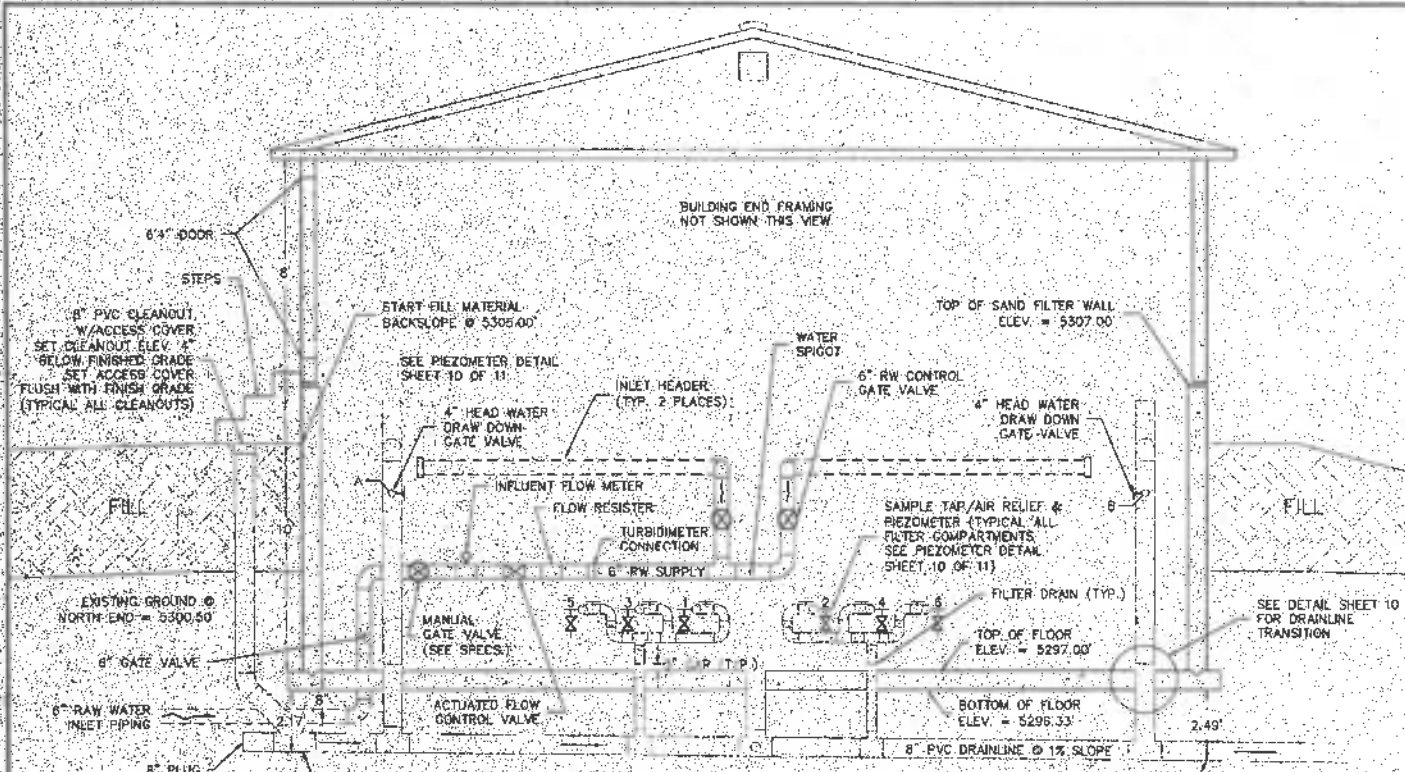 BUILDING END FRAMING
NOT SHOWN THIS VIEW
6'4" DOOR
STEPS
8" PVC CLEANOUT
W/ACCESS COVER
SET CLEANOUT ELEV. 4"
BELOW FINISHED GRADE
SET ACCESS COVER
FLUSH WITH FINISH GRADE
(TYPICAL ALL CLEANOUTS)
START FILL MATERIAL
BACKSLOPE @ 5305.00'
SEE PIEZOMETER DETAIL
SHEET 10 OF 11
4" HEAD WATER
DRAW DOWN
GATE VALVE
INLET HEADER
(TYP. 2 PLACES)
WATER
SPIGOT
6" RW CONTROL
GATE VALVE
TOP OF SAND FILTER WALL
ELEV. = 5307.00'
4" HEAD WATER
DRAW DOWN
GATE VALVE
8
10
A
B
FILL
FILL
INFLUENT FLOW METER
FLOW RESISTER
TURBIDIMETER
CONNECTION
6" RW SUPPLY
SAMPLE TAP/AIR RELIEF &
PIEZOMETER (TYPICAL ALL
FILTER COMPARTMENTS
SEE PIEZOMETER DETAIL
SHEET 10 OF 11)
EXISTING GROUND @
NORTH END = 5300.50'
MANUAL
GATE VALVE
(SEE SPECS.)
5 3 1 2 4 6
FILTER DRAIN (TYP.)
SEE DETAIL SHEET 10
FOR DRAINLINE
TRANSITION
TOP OF FLOOR
ELEV. = 5297.00'
6" GATE VALVE
6" RAW WATER
INLET PIPING
8"
2.17'
ACTUATED FLOW
CONTROL VALVE
BOTTOM OF FLOOR
ELEV. = 5296.33'
2.49'
8" PVC DRAINLINE @ 1% SLOPE
8" PLUG